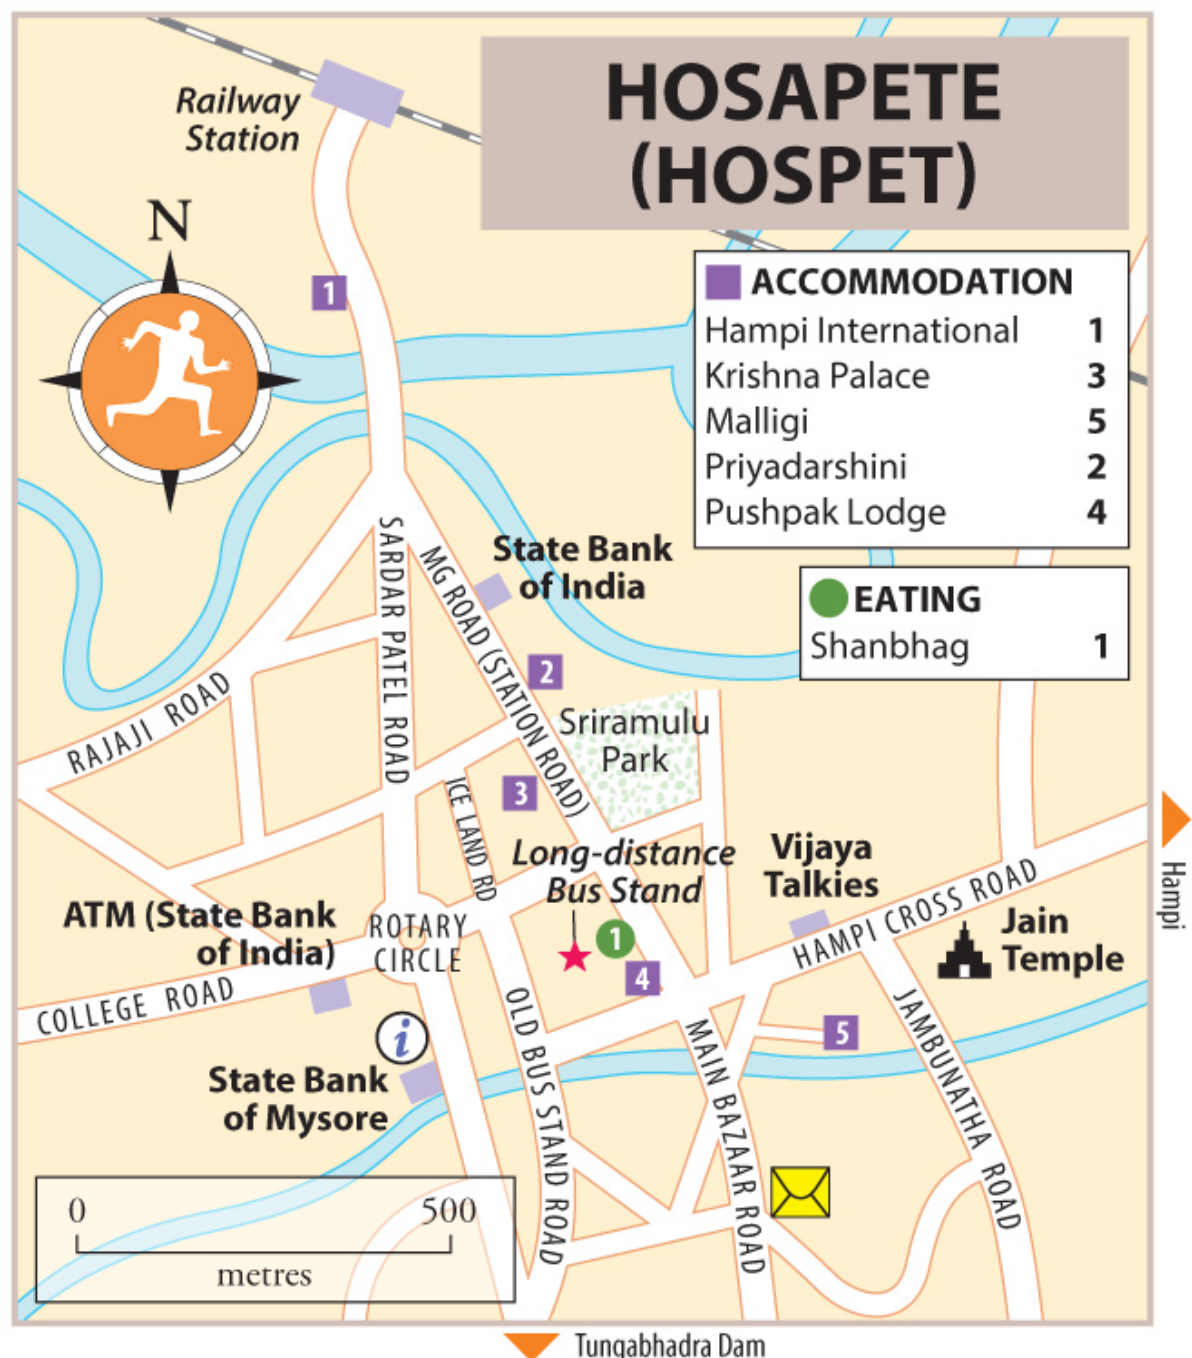 HOSAPETE
(HOSPET)
Railway
Station
N
1
ACCOMMODATION
Hampi International 1
Krishna Palace 3
Malligi 5
Priyadarshini 2
Pushpak Lodge 4
EATING
Shanbhag 1
SARDAR PATEL ROAD
MG ROAD (STATION ROAD)
State Bank
of India
2
RAJAJI ROAD
Sriramulu
Park
3
ICE LAND RD
Long-distance
Bus Stand
Vijaya
Talkies
HAMPI CROSS ROAD
Hampi
ATM (State Bank
of India)
ROTARY
CIRCLE
1
4
Jain
Temple
COLLEGE ROAD
i
OLD BUS STAND ROAD
MAIN BAZAAR ROAD
5
JAMBUNATHA ROAD
State Bank
of Mysore
0 500
metres
Tungabhadra Dam